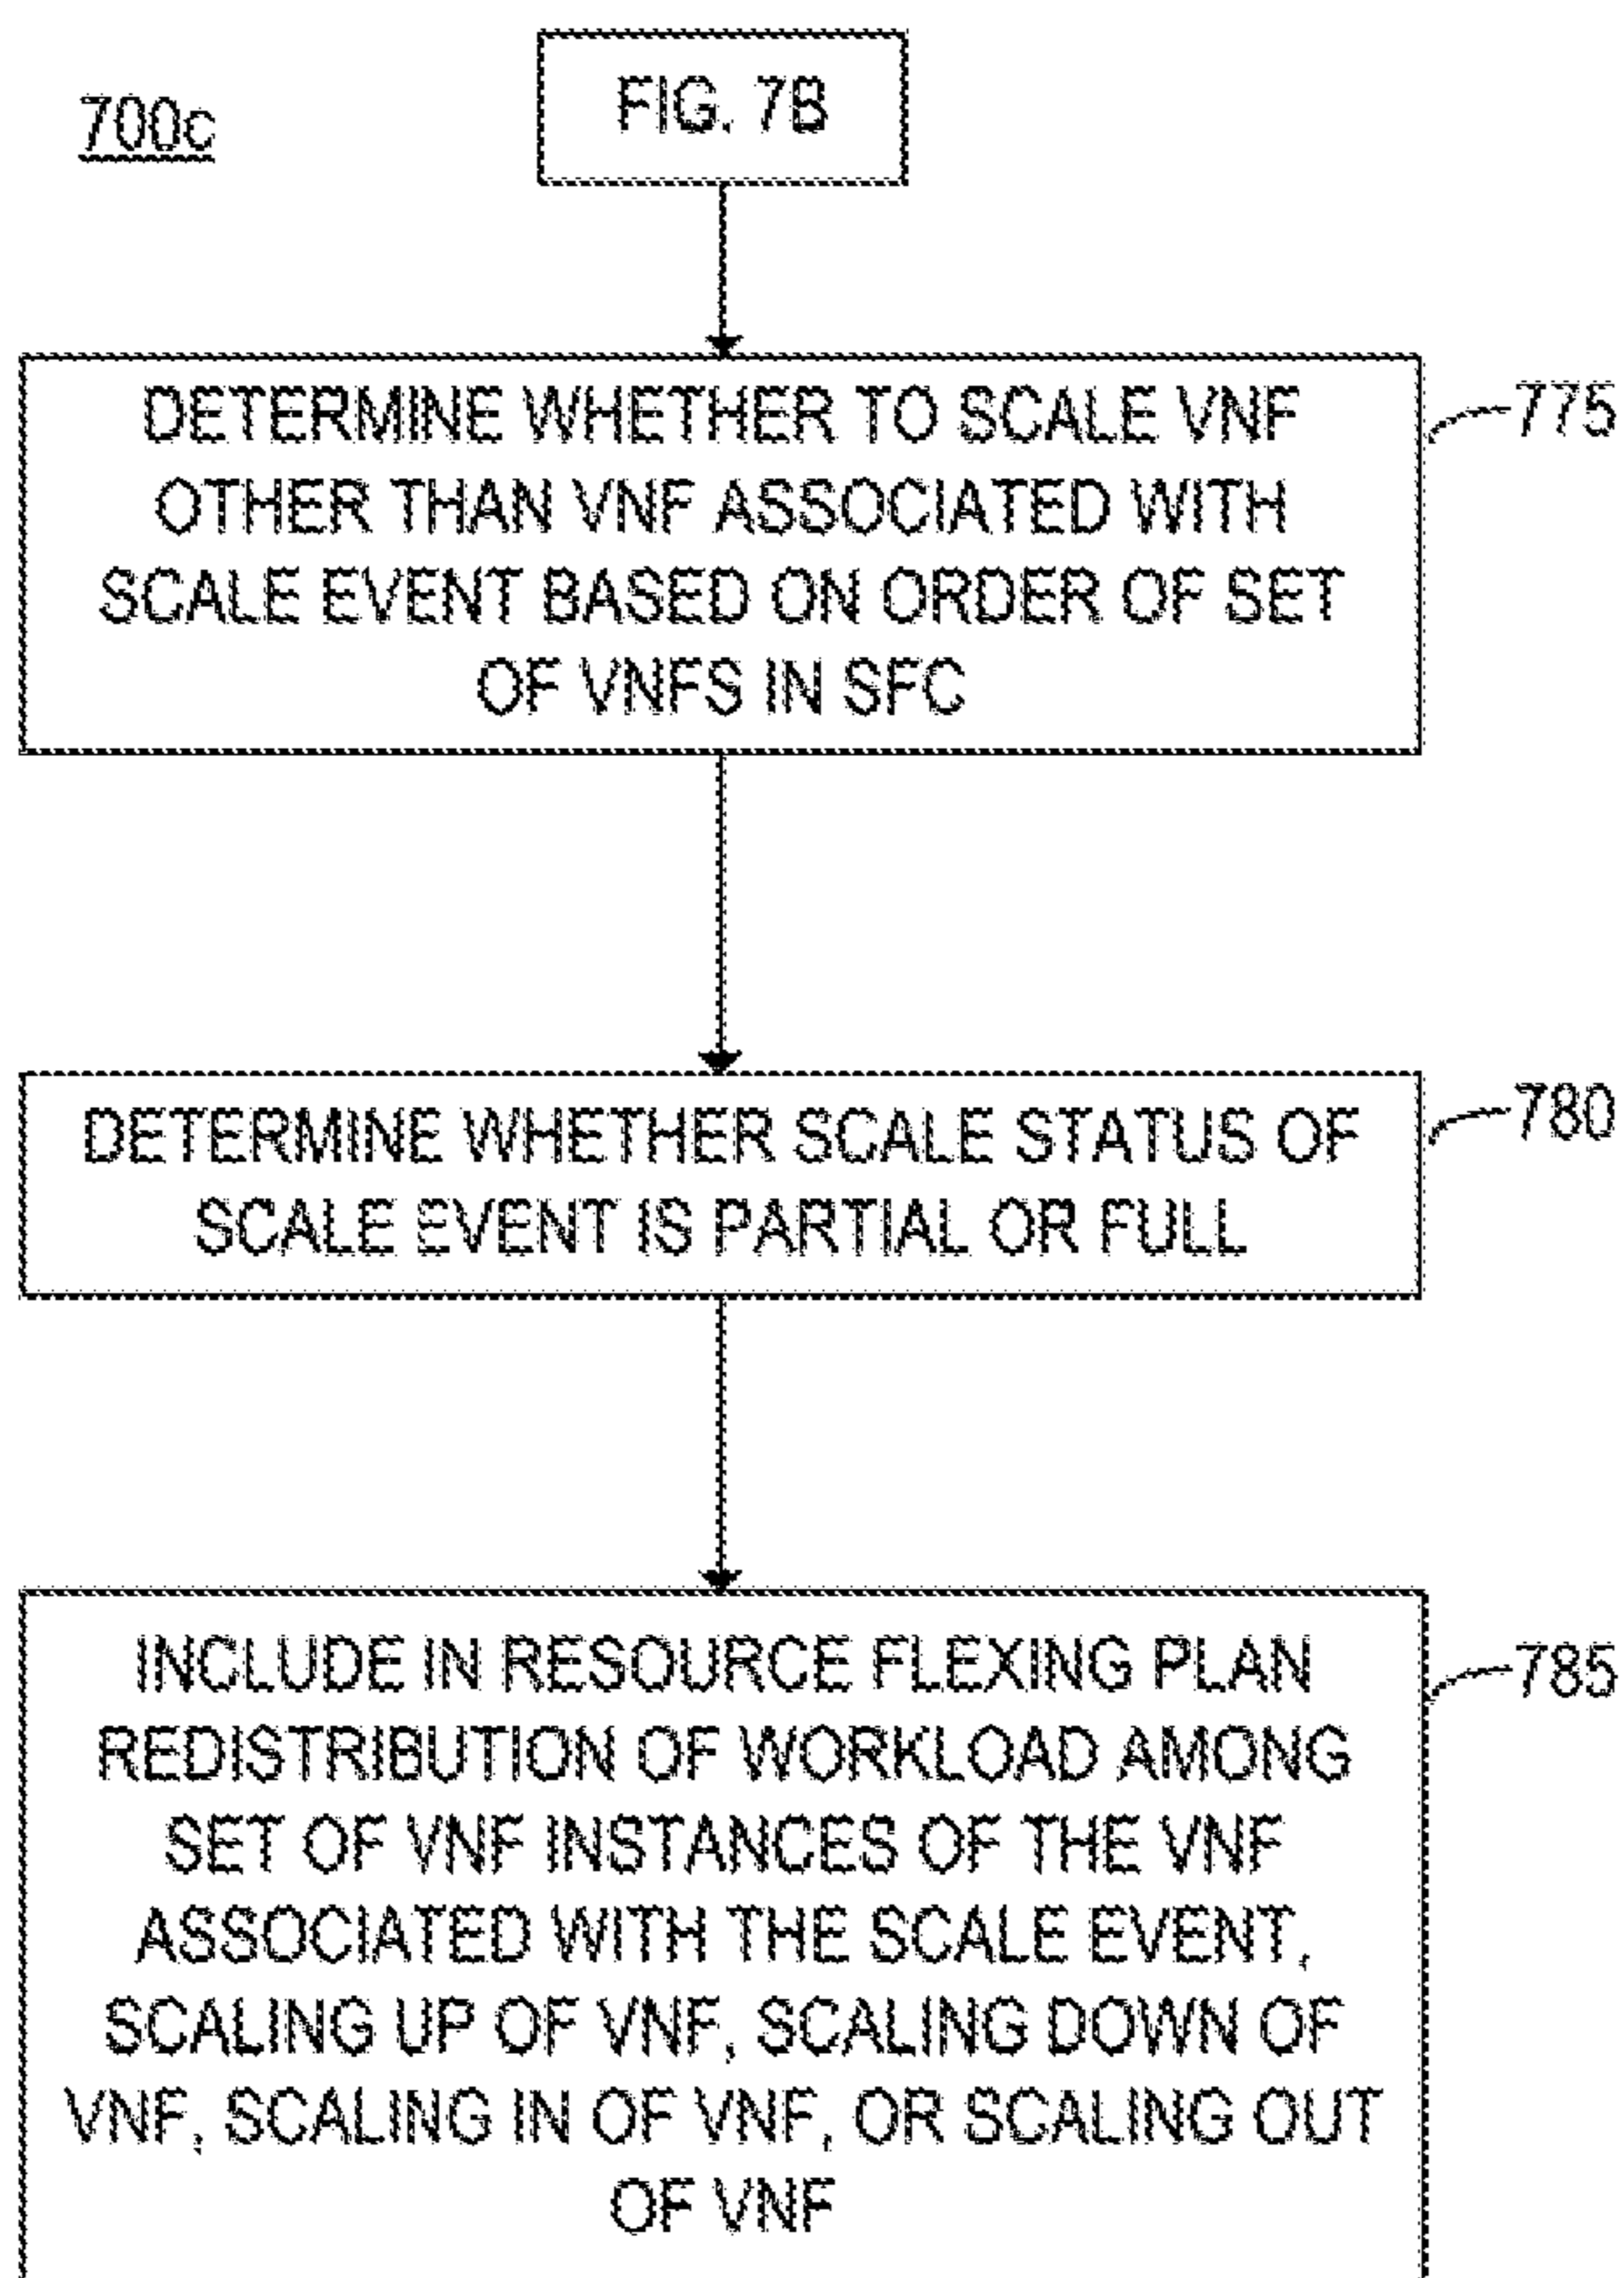 700c
FIG. 7B
DETERMINE WHETHER TO SCALE VNF
OTHER THAN VNF ASSOCIATED WITH
SCALE EVENT BASED ON ORDER OF SET
OF VNFS IN SFC
775
DETERMINE WHETHER SCALE STATUS OF
SCALE EVENT IS PARTIAL OR FULL
780
INCLUDE IN RESOURCE FLEXING PLAN
REDISTRIBUTION OF WORKLOAD AMONG
SET OF VNF INSTANCES OF THE VNF
ASSOCIATED WITH THE SCALE EVENT,
SCALING UP OF VNF, SCALING DOWN OF
VNF, SCALING IN OF VNF, OR SCALING OUT
OF VNF
785